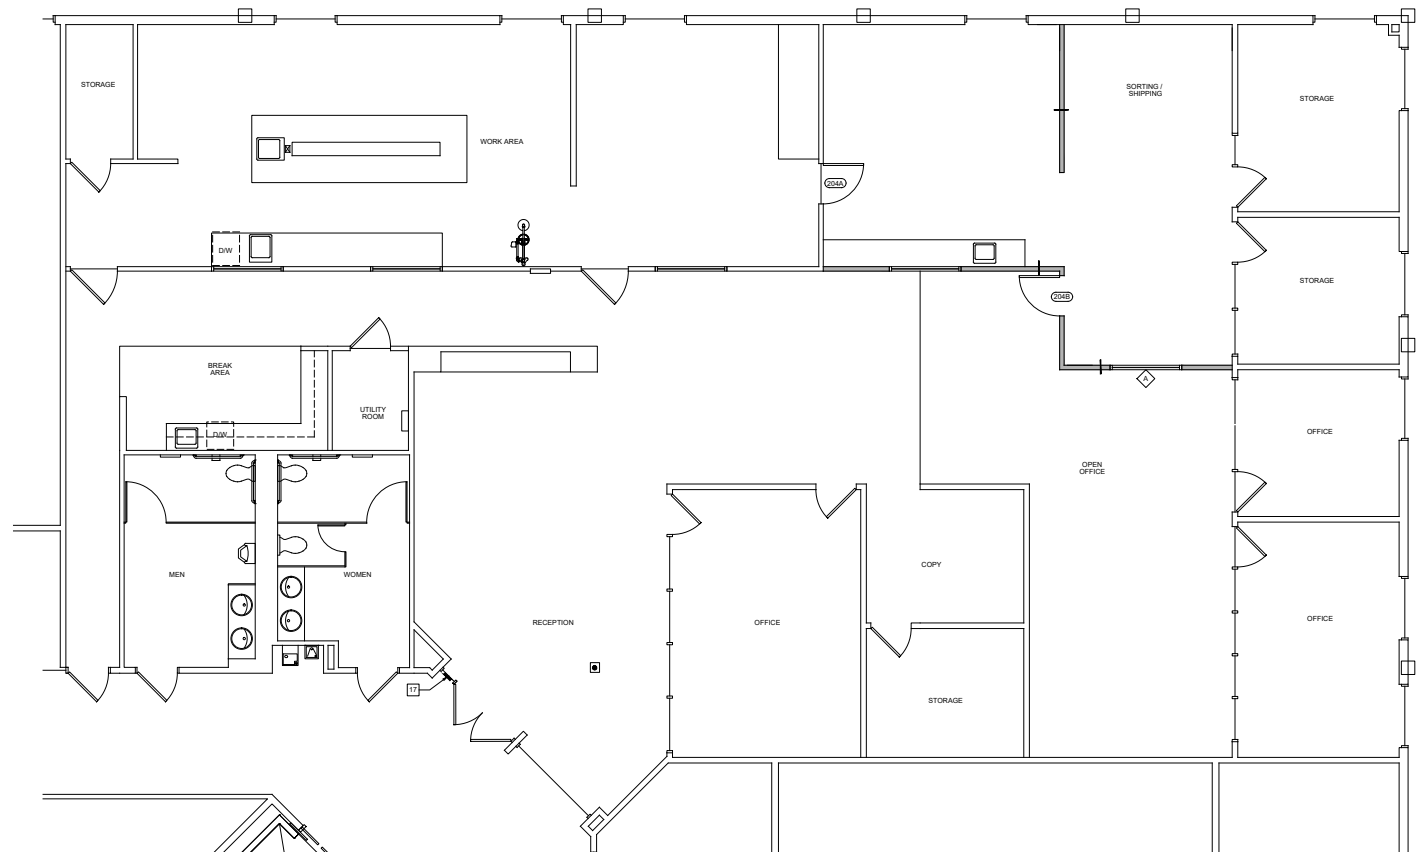 STORAGE
SORTING /
SHIPPING
STORAGE
WORK AREA
204A
D/W
STORAGE
204B
BREAK
AREA
A
UTILITY
ROOM
D/W
OFFICE
OPEN
OFFICE
COPY
MEN
WOMEN
RECEPTION
OFFICE
OFFICE
17
STORAGE